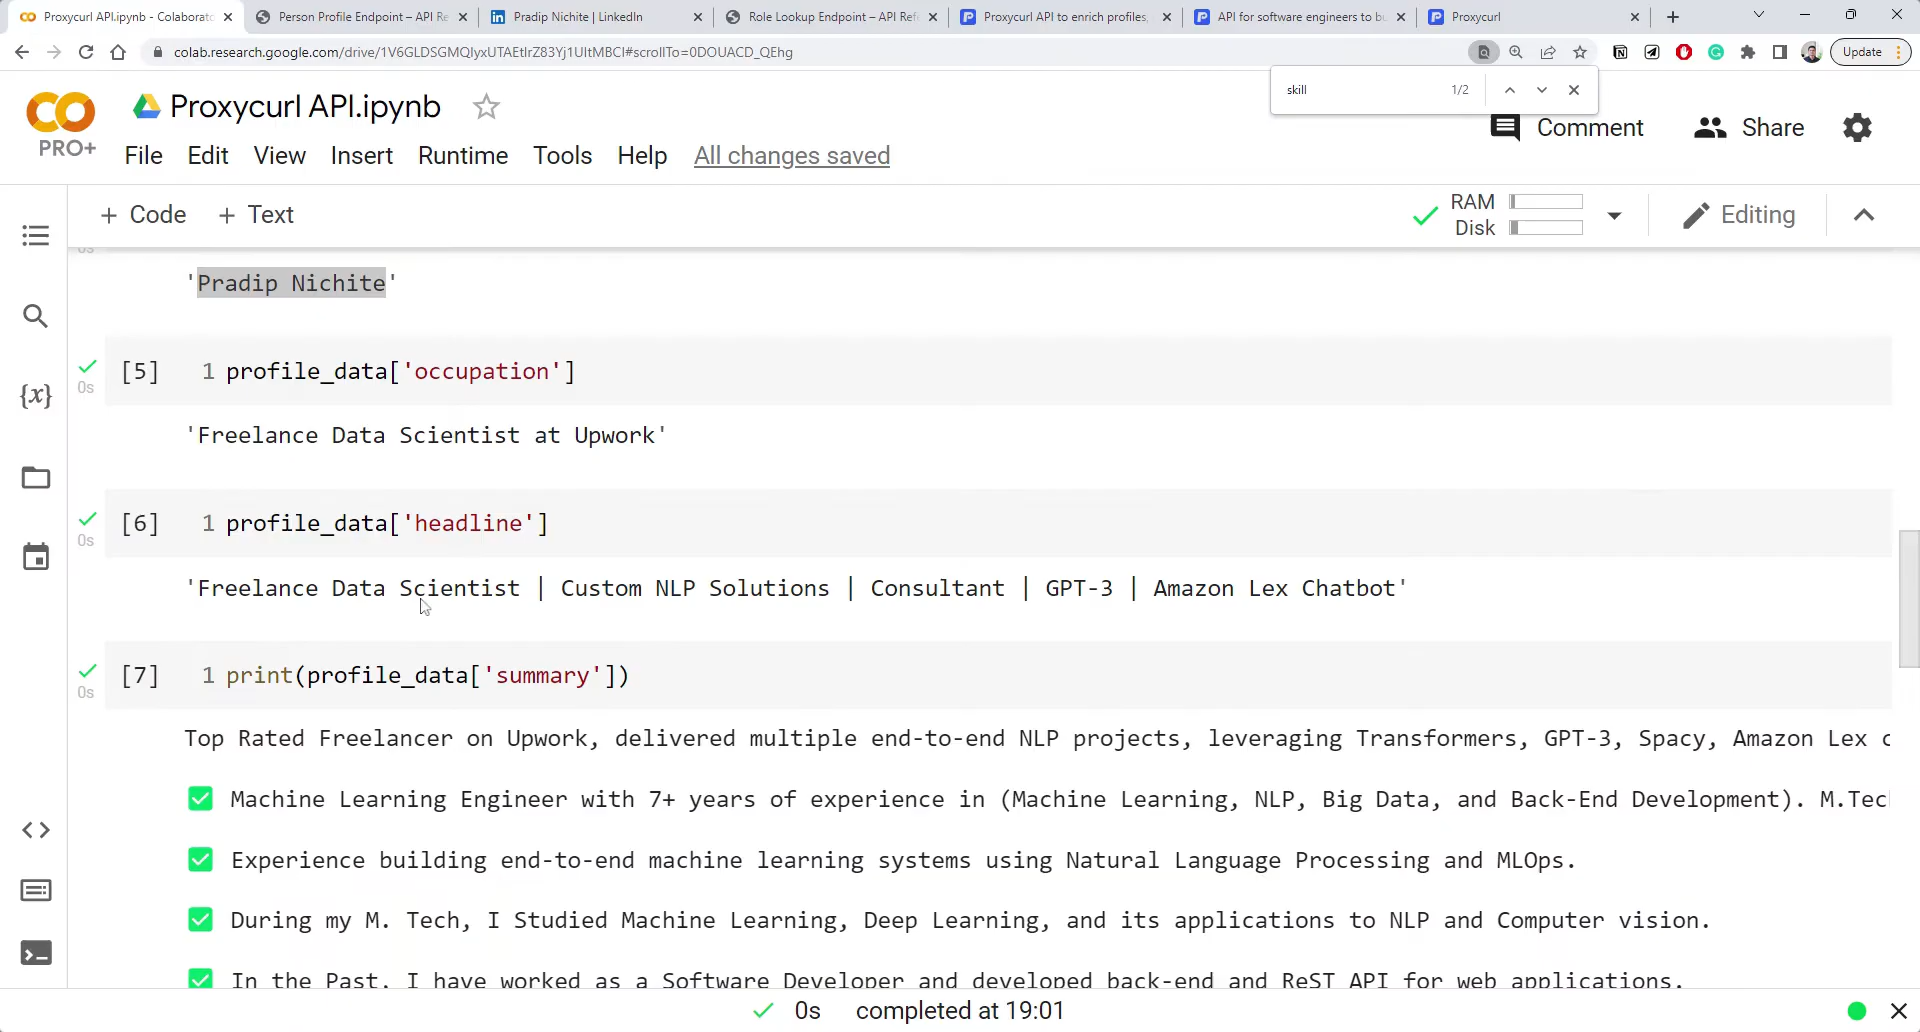 Proxycurl API.ipynb - Colaborato
Person Profile Endpoint – API Re
Pradip Nichite | LinkedIn
Role Lookup Endpoint – API Refe
Proxycurl API to enrich profiles,
API for software engineers to bu
Proxycurl
colab.research.google.com/drive/1V6GLDSGMQIyxUTAEtIrZ83Yj1UItMBCI#scrollTo=0DOUACD_QEhg
Update
skill 1/2
Proxycurl API.ipynb
PRO+
File Edit View Insert Runtime Tools Help All changes saved
Comment Share
+ Code + Text
RAM
Disk
Editing
0s
'Pradip Nichite'
0s [5] 1 profile_data['occupation']
'Freelance Data Scientist at Upwork'
0s [6] 1 profile_data['headline']
'Freelance Data Scientist | Custom NLP Solutions | Consultant | GPT-3 | Amazon Lex Chatbot'
0s [7] 1 print(profile_data['summary'])
Top Rated Freelancer on Upwork, delivered multiple end-to-end NLP projects, leveraging Transformers, GPT-3, Spacy, Amazon Lex c
✅ Machine Learning Engineer with 7+ years of experience in (Machine Learning, NLP, Big Data, and Back-End Development). M.Tech
✅ Experience building end-to-end machine learning systems using Natural Language Processing and MLOps.
✅ During my M. Tech, I Studied Machine Learning, Deep Learning, and its applications to NLP and Computer vision.
✅ In the Past, I have worked as a Software Developer and developed back-end and ReST API for web applications.
0s completed at 19:01